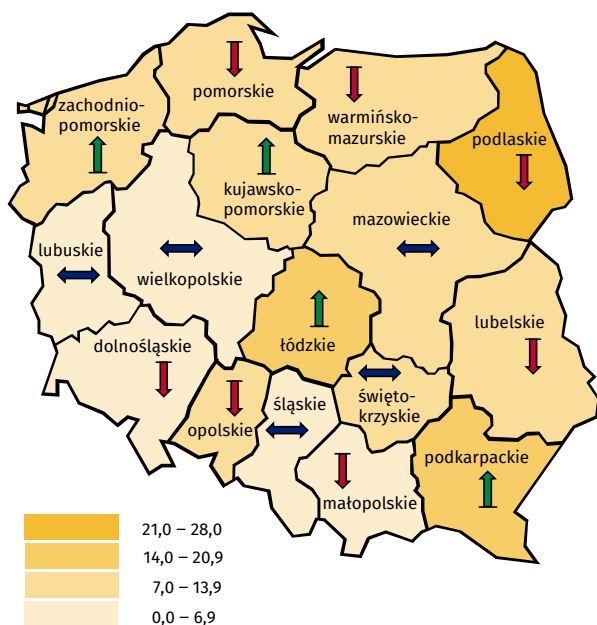 pomorskie
zachodnio-
pomorskie
warmińsko-
mazurskie
podlaskie
kujawsko-
pomorskie
mazowieckie
lubuskie
wielkopolskie
lubelskie
dolnośląskie
łódzkie
śląskie
święto-
krzyskie
opolskie
podkarpackie
małopolskie
21,0 – 28,0
14,0 – 20,9
7,0 – 13,9
0,0 – 6,9